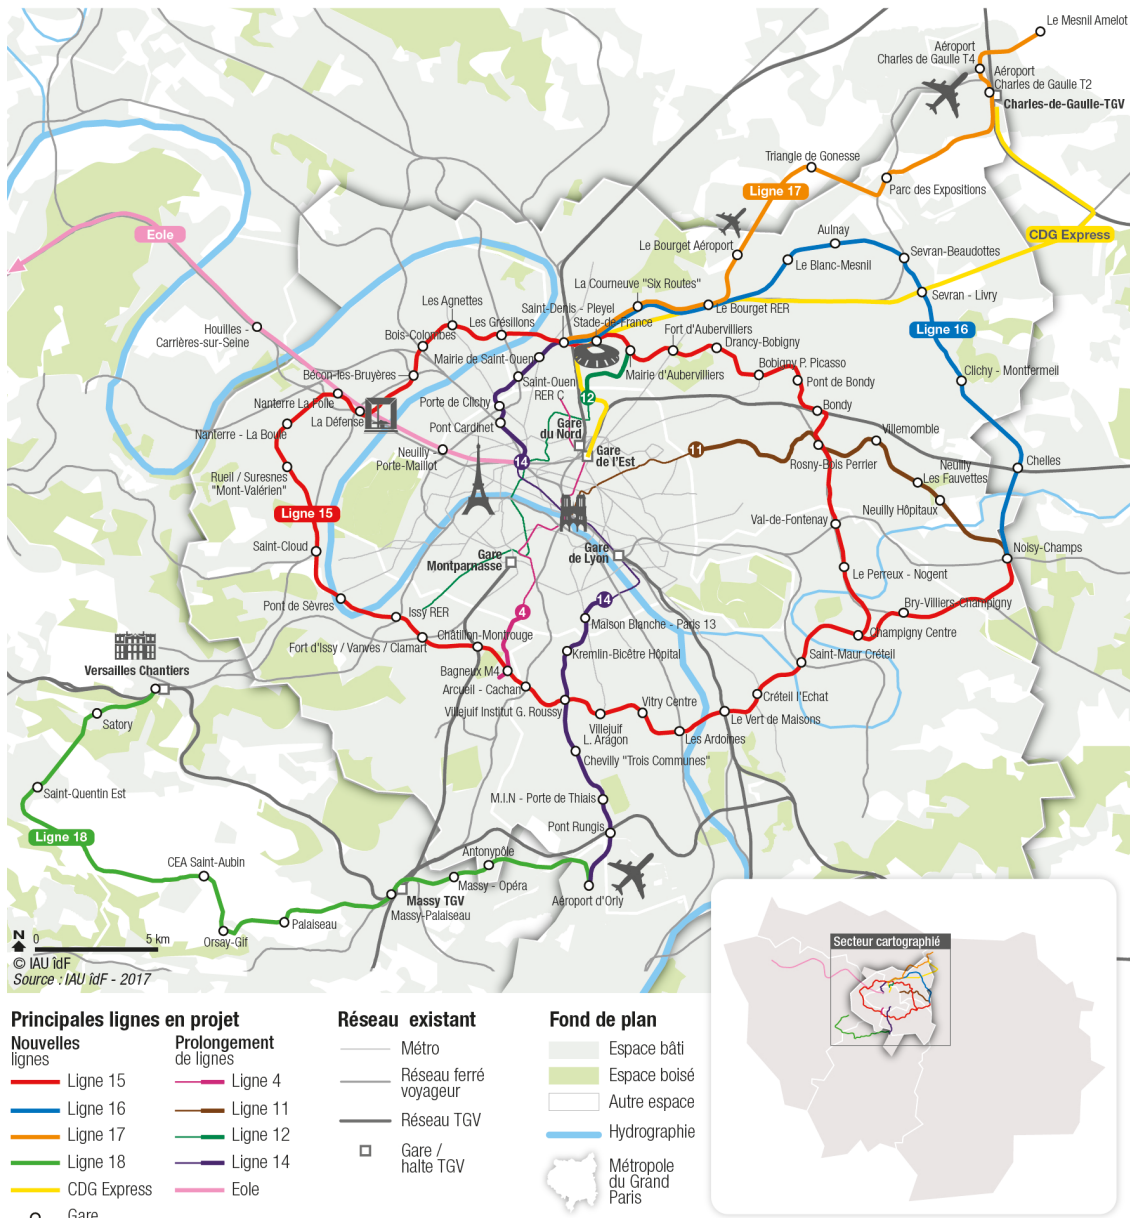 Le Mesnil Amelot
Aéroport
Charles de Gaulle T4
Aéroport
Charles de Gaulle T2
Charles-de-Gaulle-TGV
Triangle de Gonesse
Ligne 17
Parc des Expositions
Eole
CDG Express
Aulnay
Le Bourget Aéroport
Sevran-Beaudottes
Le Blanc-Mesnil
La Courneuve "Six Routes"
Sevran - Livry
Les Agnettes
Saint-Denis - Pleyel
Le Bourget RER
Les Grésillons
Stade-de-France
Fort d'Aubervilliers
Ligne 16
Houilles -
Carrières-sur-Seine
Bois-Colombes
Drancy-Bobigny
Mairie de Saint-Ouen
Bobigny P. Picasso
Bécon-les-Bruyères
Saint-Ouen
RER C
Mairie d'Aubervilliers
Pont de Bondy
Clichy - Montfermeil
Nanterre La Folie
Porte de Clichy
12
Bondy
La Défense
Pont Cardinet
Gare
du Nord
Nanterre - La Boule
Villemomble
Neuilly
Porte-Maillot
14
Gare
de l'Est
11
Rosny-Bois Perrier
Chelles
Rueil / Suresnes
"Mont-Valérien"
Neuilly
Les Fauvettes
Ligne 15
Neuilly Hôpitaux
Val-de-Fontenay
Saint-Cloud
Gare
Montparnasse
Gare
de Lyon
Noisy-Champs
Le Perreux - Nogent
Pont de Sèvres
Issy RER
4
14
Bry-Villiers-Champigny
Maison Blanche - Paris 13
Fort d'Issy / Vanves / Clamart
Châtillon-Montrouge
Champigny Centre
Kremlin-Bicêtre Hôpital
Saint-Maur Créteil
Versailles Chantiers
Bagneux M4
Arcueil - Cachan
Créteil l'Echat
Villejuif Institut G. Roussy
Vitry Centre
Le Vert de Maisons
Satory
Villejuif
L. Aragon
Les Ardoines
Chevilly "Trois Communes"
Saint-Quentin Est
M.I.N - Porte de Thiais
Ligne 18
Pont Rungis
CEA Saint-Aubin
Antonypôle
Massy - Opéra
Aéroport d'Orly
Massy TGV
Massy-Palaiseau
Palaiseau
Orsay-Gif
N
0 5 km
© IAU îdF
Source : IAU îdF - 2017
Secteur cartographié
Principales lignes en projet
Nouvelles
lignes
Ligne 15
Ligne 16
Ligne 17
Ligne 18
CDG Express
Gare
Prolongement
de lignes
Ligne 4
Ligne 11
Ligne 12
Ligne 14
Eole
Réseau existant
Métro
Réseau ferré
voyageur
Réseau TGV
Gare /
halte TGV
Fond de plan
Espace bâti
Espace boisé
Autre espace
Hydrographie
Métropole
du Grand
Paris